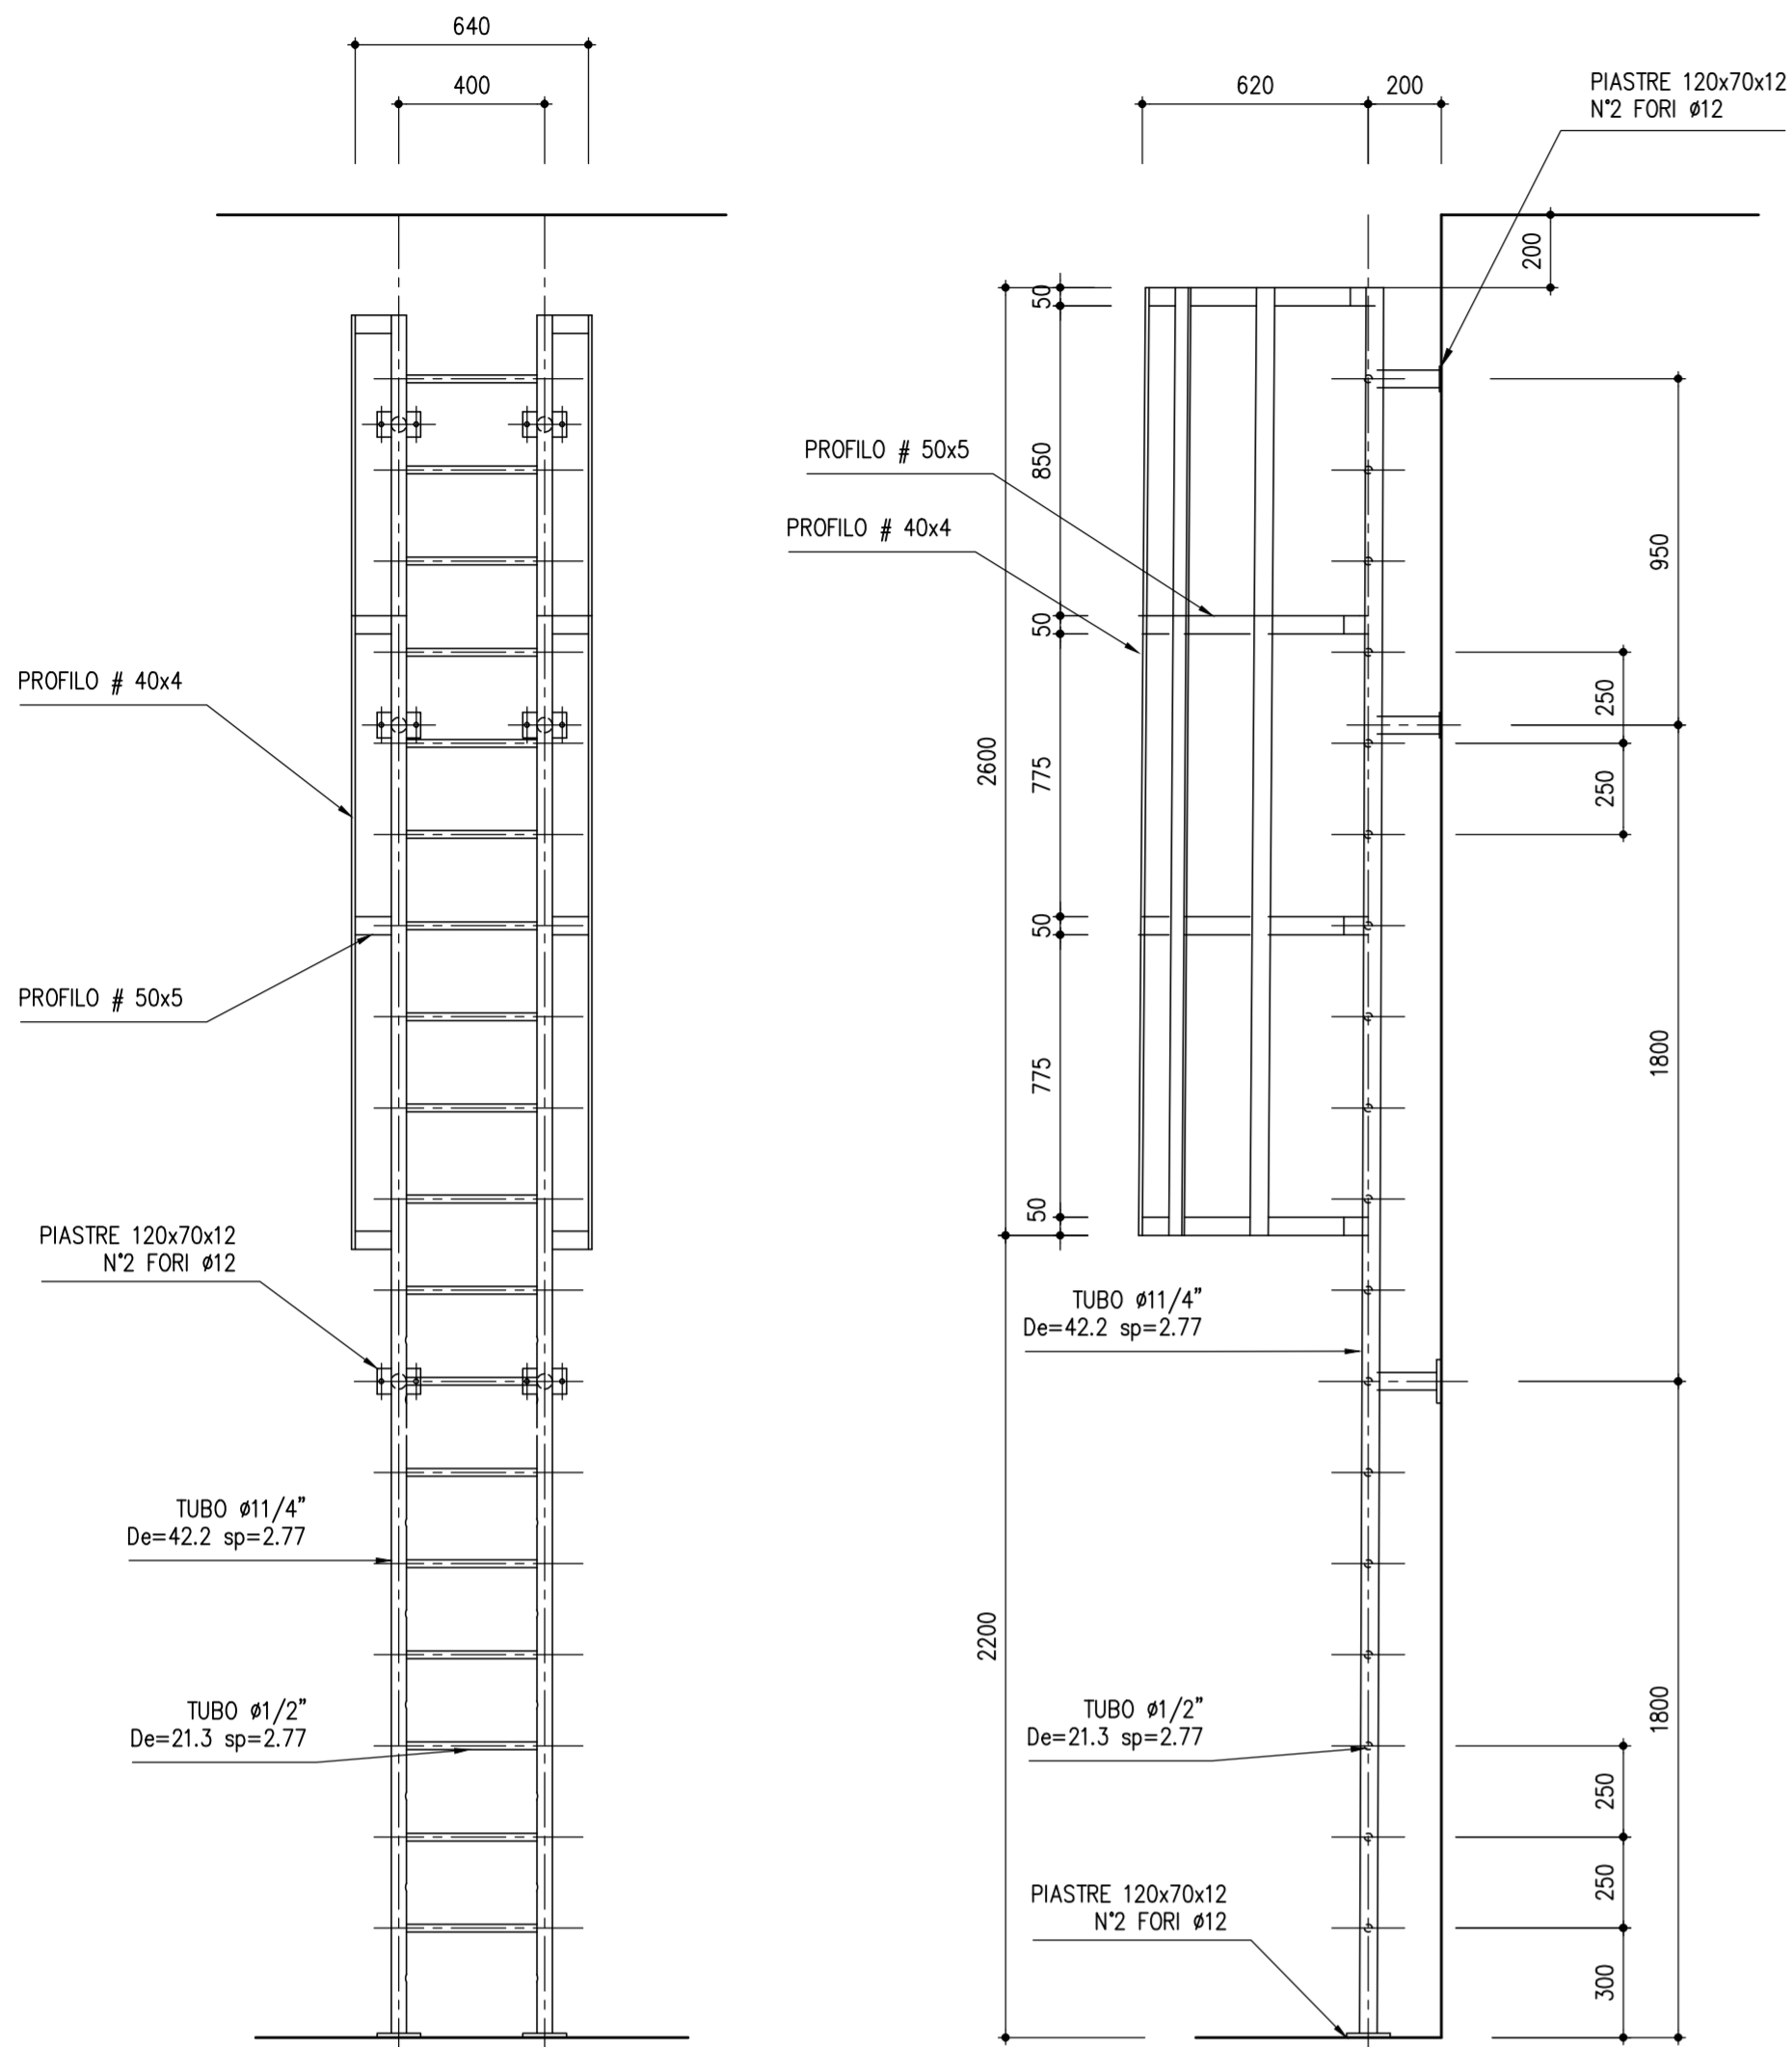 640
400
PROFILO # 40x4
PROFILO # 50x5
PIASTRE 120x70x12
N°2 FORI ø12
TUBO ø11/4"
De=42.2 sp=2.77
TUBO ø1/2"
De=21.3 sp=2.77
620
200
PIASTRE 120x70x12
N°2 FORI ø12
200
50
850
50
775
50
775
50
2600
2200
PROFILO # 50x5
PROFILO # 40x4
950
250
250
1800
TUBO ø11/4"
De=42.2 sp=2.77
TUBO ø1/2"
De=21.3 sp=2.77
1800
250
250
300
PIASTRE 120x70x12
N°2 FORI ø12